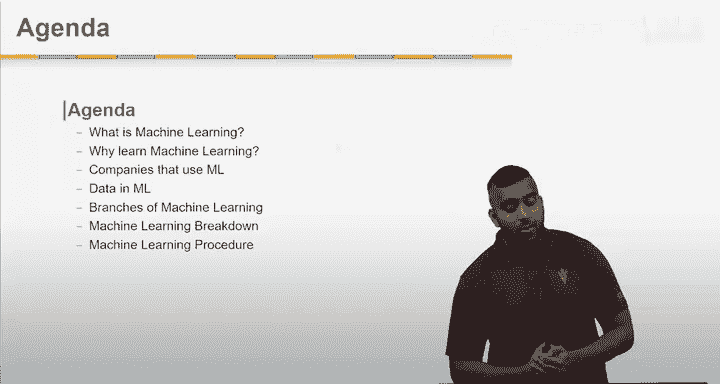 Agenda
Agenda
– What is Machine Learning?
– Why learn Machine Learning?
– Companies that use ML
– Data in ML
– Branches of Machine Learning
– Machine Learning Breakdown
– Machine Learning Procedure